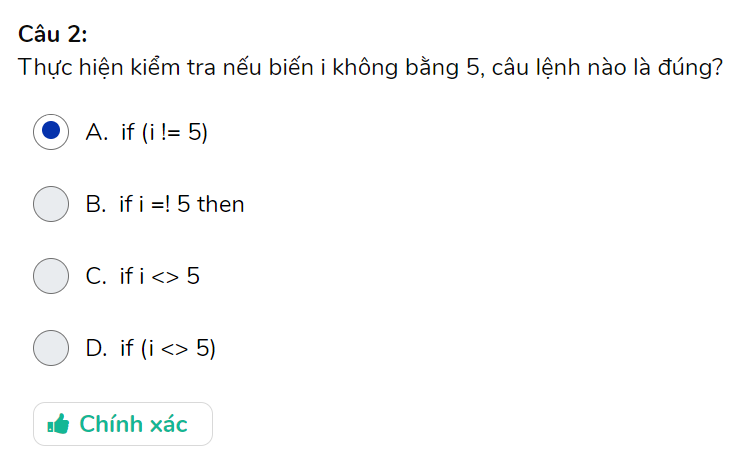 Câu 2:
Thực hiện kiểm tra nếu biến i không bằng 5, câu lệnh nào là đúng?
A. if (i != 5)
B. if i =! 5 then
C. if i <> 5
D. if (i <> 5)
Chính xác